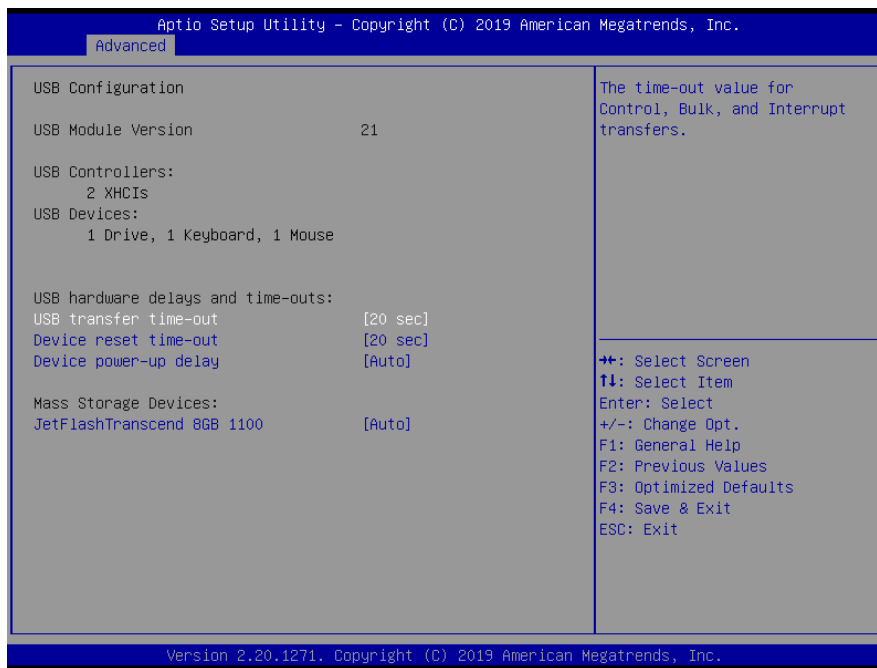 Aptio Setup Utility – Copyright (C) 2019 American Megatrends, Inc.
Advanced
USB Configuration
USB Module Version 21
USB Controllers:
2 XHCIs
USB Devices:
1 Drive, 1 Keyboard, 1 Mouse
USB hardware delays and time-outs:
USB transfer time-out [20 sec]
Device reset time-out [20 sec]
Device power-up delay [Auto]
Mass Storage Devices:
JetFlashTranscend 8GB 1100 [Auto]
The time-out value for
Control, Bulk, and Interrupt
transfers.
→←: Select Screen
↑↓: Select Item
Enter: Select
+/-: Change Opt.
F1: General Help
F2: Previous Values
F3: Optimized Defaults
F4: Save & Exit
ESC: Exit
Version 2.20.1271. Copyright (C) 2019 American Megatrends, Inc.